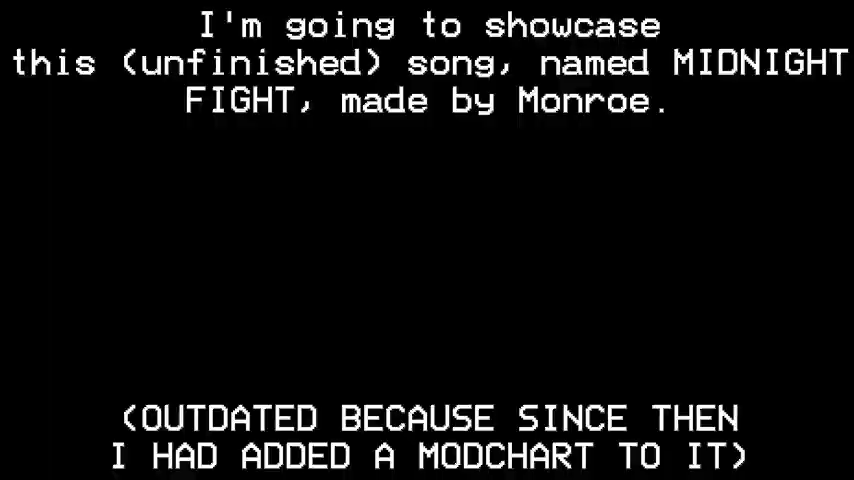 I'm going to showcase
this (unfinished) song, named MIDNIGHT
FIGHT, made by Monroe.
(OUTDATED BECAUSE SINCE THEN
I HAD ADDED A MODCHART TO IT)